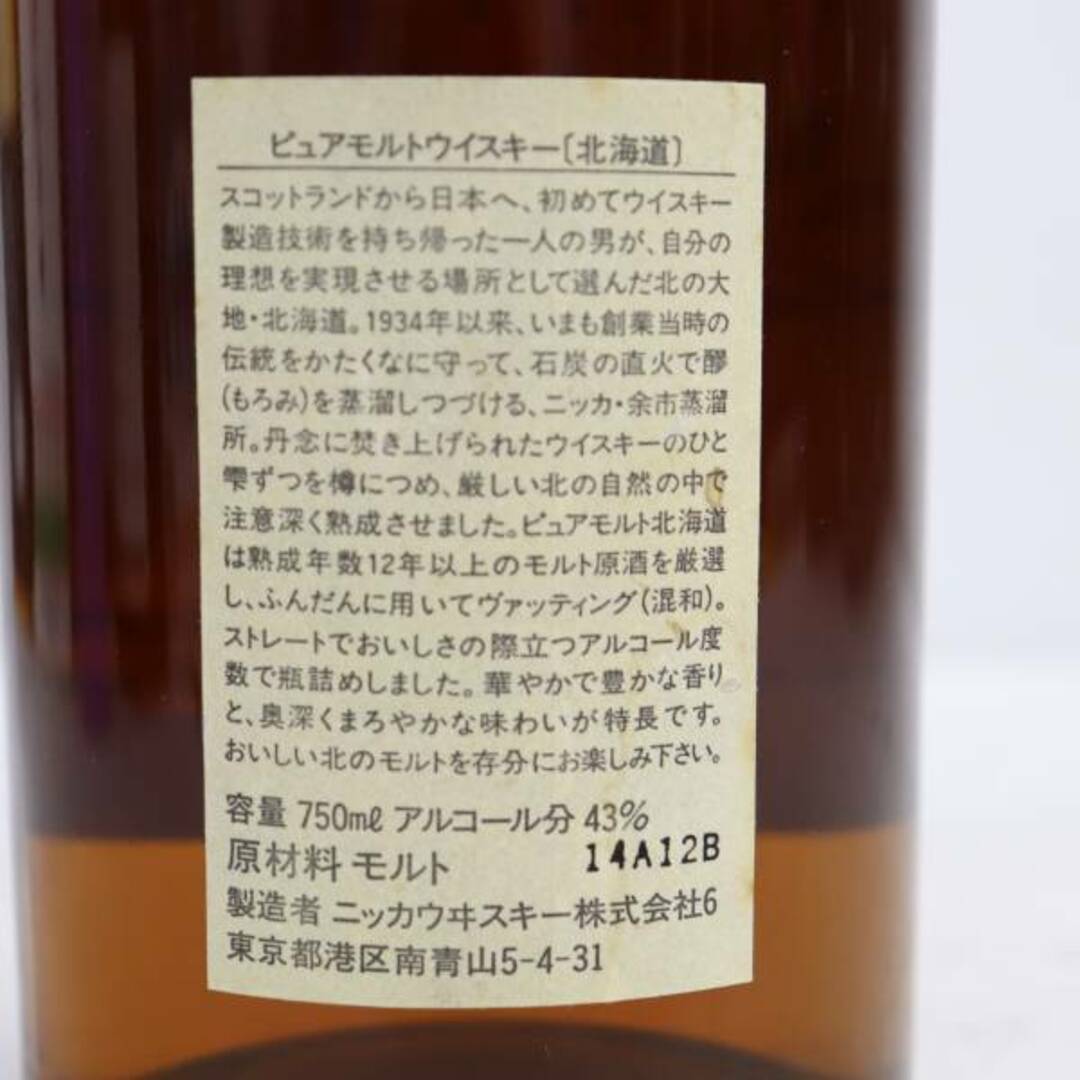 ピュアモルトウイスキー〔北海道〕
スコットランドから日本へ、初めてウイスキー
製造技術を持ち帰った一人の男が、自分の
理想を実現させる場所として選んだ北の大
地・北海道。1934年以来、いまも創業当時の
伝統をかたくなに守って、石炭の直火で醪
(もろみ)を蒸溜しつづける、ニッカ・余市蒸溜
所。丹念に焚き上げられたウイスキーのひと
雫ずつを樽につめ、厳しい北の自然の中で
注意深く熟成させました。ピュアモルト北海道
は熟成年数12年以上のモルト原酒を厳選
し、ふんだんに用いてヴァッティング(混和)。
ストレートでおいしさの際立つアルコール度
数で瓶詰めしました。華やかで豊かな香り
と、奥深くまろやかな味わいが特長です。
おいしい北のモルトを存分にお楽しみ下さい。
容量 750mℓ アルコール分 43%
原材料 モルト 14A12B
製造者 ニッカウヰスキー株式会社6
東京都港区南青山5-4-31